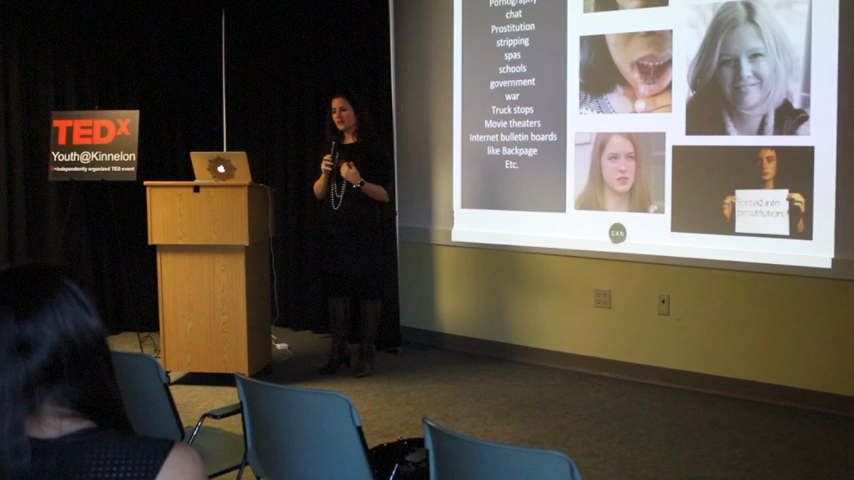 TEDx
Youth@Kinnelon
x=independently organized TED event
Pornography
chat
Prostitution
stripping
spas
schools
government
war
Truck stops
Movie theaters
Internet bulletin boards
like Backpage
Etc.
forced into
prostitution
CAN